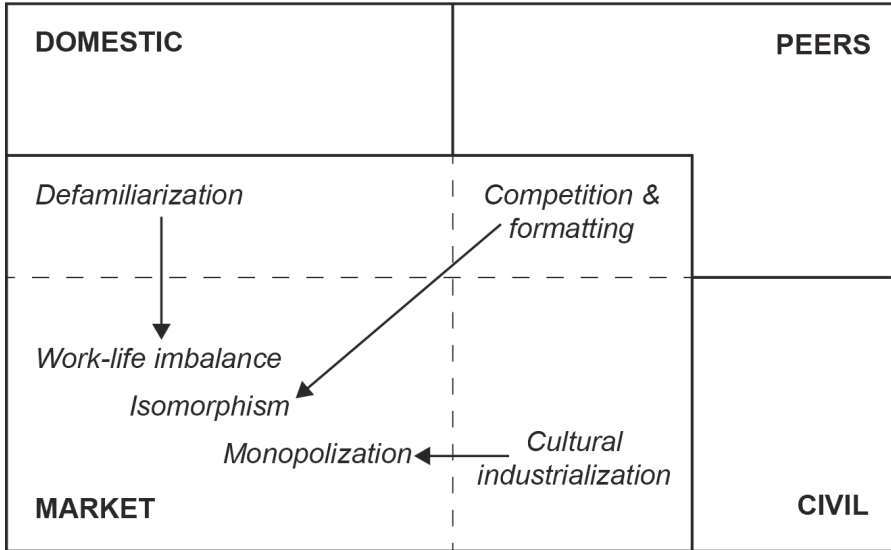 DOMESTIC
PEERS
Defamiliarization
Competition &
formatting
Work-life imbalance
Isomorphism
Monopolization
Cultural
industrialization
MARKET
CIVIL